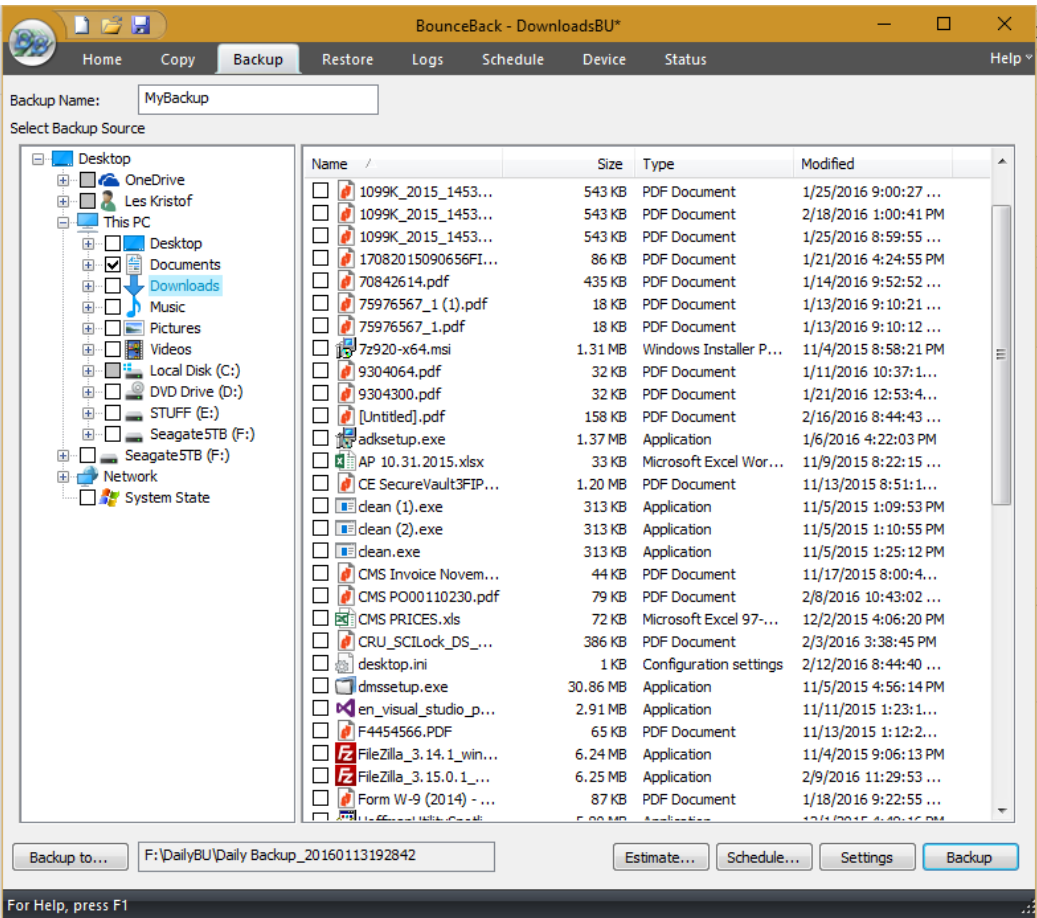 BounceBack - DownloadsBU*
Home Copy Backup Restore Logs Schedule Device Status Help
Backup Name: MyBackup
Select Backup Source
Desktop
OneDrive
Les Kristof
This PC
Desktop
Documents
Downloads
Music
Pictures
Videos
Local Disk (C:)
DVD Drive (D:)
STUFF (E:)
Seagate5TB (F:)
Seagate5TB (F:)
Network
System State
Name Size Type Modified
1099K_2015_1453... 543 KB PDF Document 1/25/2016 9:00:27 ...
1099K_2015_1453... 543 KB PDF Document 2/18/2016 1:00:41 PM
1099K_2015_1453... 543 KB PDF Document 1/25/2016 8:59:55 ...
17082015090656FI... 86 KB PDF Document 1/21/2016 4:24:55 PM
70842614.pdf 435 KB PDF Document 1/14/2016 9:52:52 ...
75976567_1 (1).pdf 18 KB PDF Document 1/13/2016 9:10:21 ...
75976567_1.pdf 18 KB PDF Document 1/13/2016 9:10:12 ...
7z920-x64.msi 1.31 MB Windows Installer P... 11/4/2015 8:58:21 PM
9304064.pdf 32 KB PDF Document 1/11/2016 10:37:1...
9304300.pdf 32 KB PDF Document 1/21/2016 12:53:4...
[Untitled].pdf 158 KB PDF Document 2/16/2016 8:44:43 ...
adksetup.exe 1.37 MB Application 1/6/2016 4:22:03 PM
AP 10.31.2015.xlsx 33 KB Microsoft Excel Wor... 11/9/2015 8:22:15 ...
CE SecureVault3FIP... 1.20 MB PDF Document 11/13/2015 8:51:1...
clean (1).exe 313 KB Application 11/5/2015 1:09:53 PM
clean (2).exe 313 KB Application 11/5/2015 1:10:55 PM
clean.exe 313 KB Application 11/5/2015 1:25:12 PM
CMS Invoice Novem... 44 KB PDF Document 11/17/2015 8:00:4...
CMS PO00110230.pdf 79 KB PDF Document 2/8/2016 10:43:02 ...
CMS PRICES.xls 72 KB Microsoft Excel 97-... 12/2/2015 4:06:20 PM
CRU_SCILock_DS_... 386 KB PDF Document 2/3/2016 3:38:45 PM
desktop.ini 1 KB Configuration settings 2/12/2016 8:44:40 ...
dmssetup.exe 30.86 MB Application 11/5/2015 4:56:14 PM
en_visual_studio_p... 2.91 MB Application 11/11/2015 1:23:1...
F4454566.PDF 65 KB PDF Document 11/13/2015 1:12:2...
FileZilla_3.14.1_win... 6.24 MB Application 11/4/2015 9:06:13 PM
FileZilla_3.15.0.1_... 6.25 MB Application 2/9/2016 11:29:53 ...
Form W-9 (2014) - ... 87 KB PDF Document 1/18/2016 9:22:55 ...
Backup to... F:\DailyBU\Daily Backup_20160113192842 Estimate... Schedule... Settings Backup
For Help, press F1